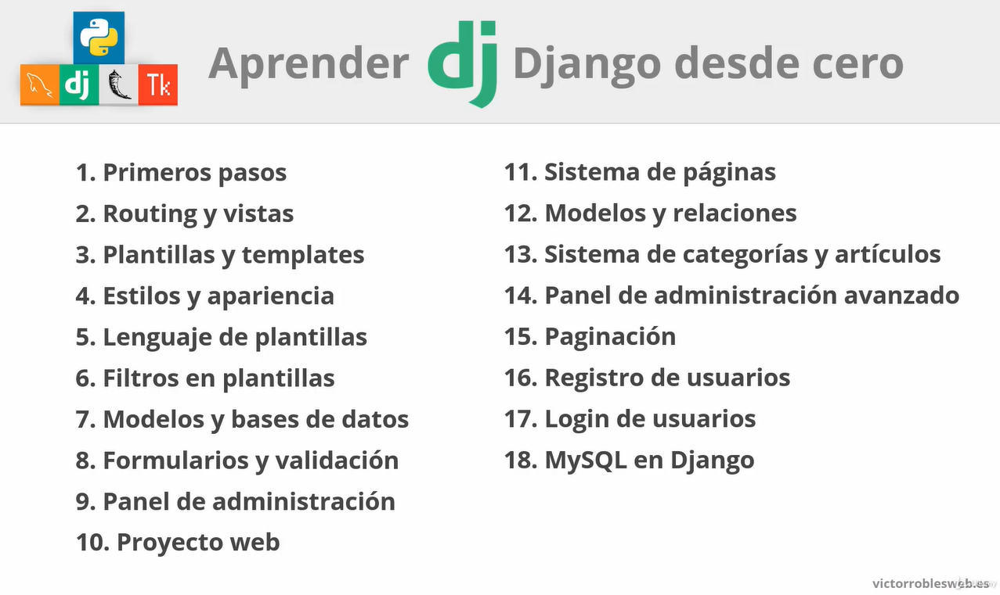 Tk
Aprender dj Django desde cero
1. Primeros pasos
2. Routing y vistas
3. Plantillas y templates
4. Estilos y apariencia
5. Lenguaje de plantillas
6. Filtros en plantillas
7. Modelos y bases de datos
8. Formularios y validación
9. Panel de administración
10. Proyecto web
11. Sistema de páginas
12. Modelos y relaciones
13. Sistema de categorías y artículos
14. Panel de administración avanzado
15. Paginación
16. Registro de usuarios
17. Login de usuarios
18. MySQL en Django
victorroblesweb.es